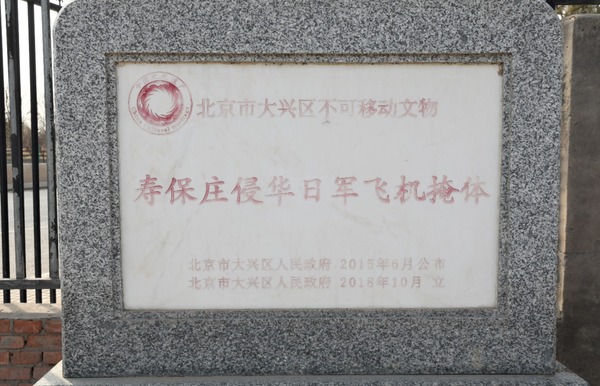 北京市大兴区不可移动文物
寿保庄侵华日军飞机掩体
北京市大兴区人民政府 2015年6月公布
北京市大兴区人民政府 2018年10月 立